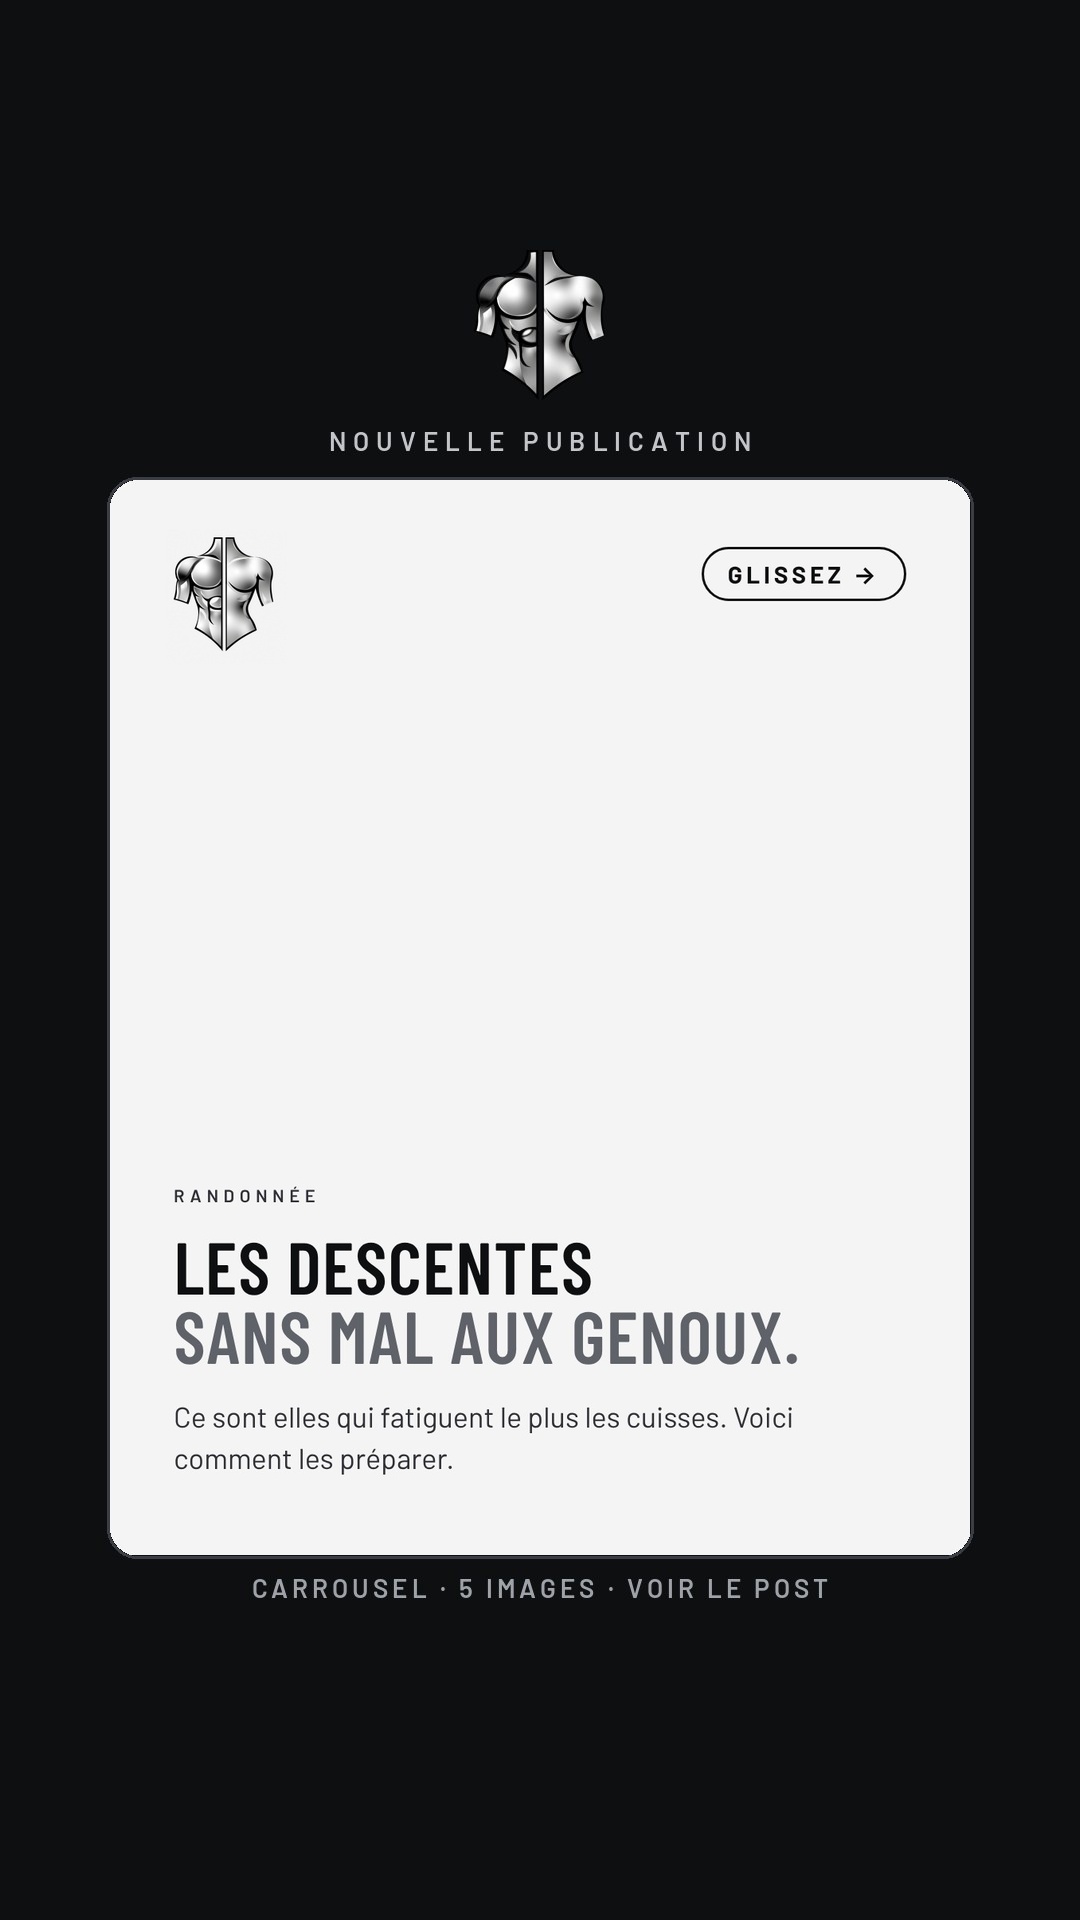 NOUVELLE PUBLICATION
GLISSEZ →
RANDONNÉE
LES DESCENTES
SANS MAL AUX GENOUX.
Ce sont elles qui fatiguent le plus les cuisses. Voici
comment les préparer.
CARROUSEL · 5 IMAGES · VOIR LE POST